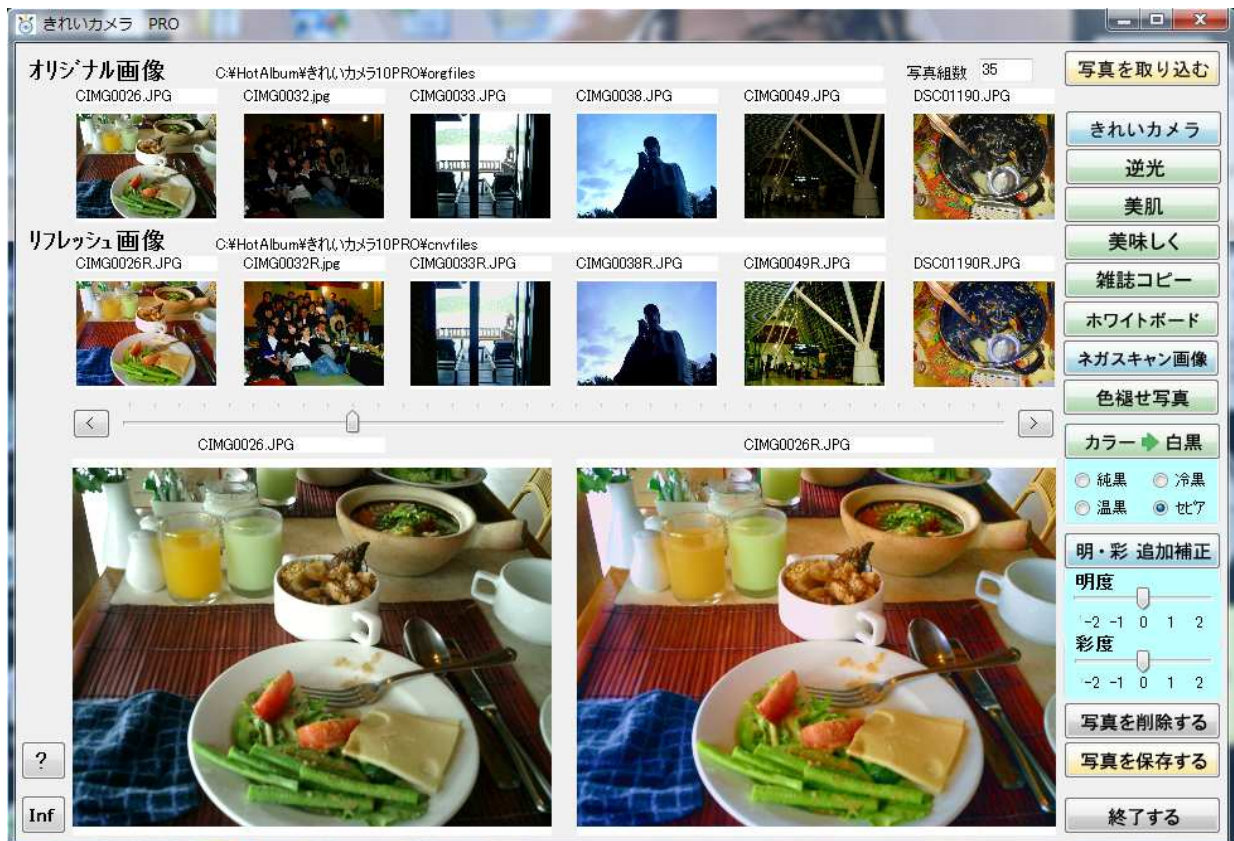 きれいカメラ PRO
オリジナル画像 C:¥HotAlbum¥きれいカメラ10PRO¥orgfiles 写真組数 35
CIMG0026.JPG CIMG0032.jpg CIMG0033.JPG CIMG0038.JPG CIMG0049.JPG DSC01190.JPG
リフレッシュ画像 C:¥HotAlbum¥きれいカメラ10PRO¥cnvfiles
CIMG0026R.JPG CIMG0032R.jpg CIMG0033R.JPG CIMG0038R.JPG CIMG0049R.JPG DSC01190R.JPG
< >
CIMG0026.JPG CIMG0026R.JPG
?
Inf
写真を取り込む
きれいカメラ
逆光
美肌
美味しく
雑誌コピー
ホワイトボード
ネガスキャン画像
色褪せ写真
カラー 白黒
純黒 冷黒
温黒 セピア
明・彩 追加補正
明度
-2 -1 0 1 2
彩度
-2 -1 0 1 2
写真を削除する
写真を保存する
終了する